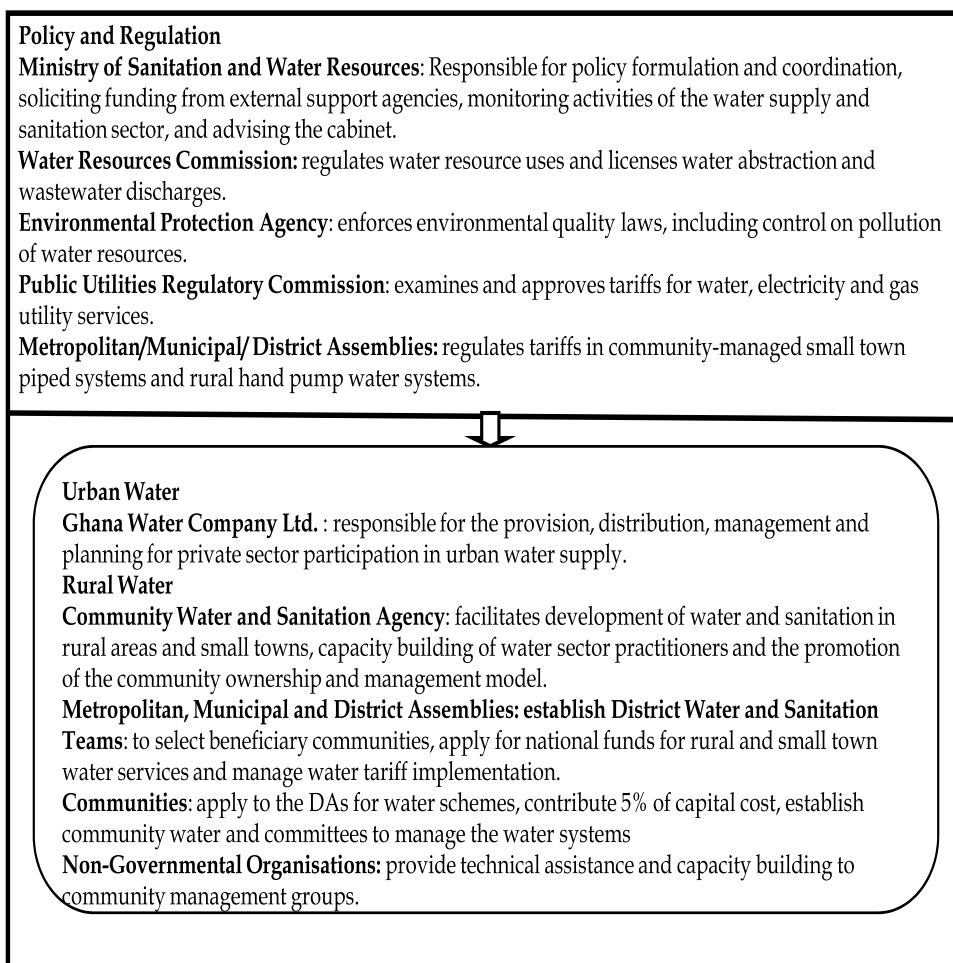 Policy and Regulation
Ministry of Sanitation and Water Resources: Responsible for policy formulation and coordination,
soliciting funding from external support agencies, monitoring activities of the water supply and
sanitation sector, and advising the cabinet.
Water Resources Commission: regulates water resource uses and licenses water abstraction and
wastewater discharges.
Environmental Protection Agency: enforces environmental quality laws, including control on pollution
of water resources.
Public Utilities Regulatory Commission: examines and approves tariffs for water, electricity and gas
utility services.
Metropolitan/Municipal/ District Assemblies: regulates tariffs in community-managed small town
piped systems and rural hand pump water systems.
Urban Water
Ghana Water Company Ltd. : responsible for the provision, distribution, management and
planning for private sector participation in urban water supply.
Rural Water
Community Water and Sanitation Agency: facilitates development of water and sanitation in
rural areas and small towns, capacity building of water sector practitioners and the promotion
of the community ownership and management model.
Metropolitan, Municipal and District Assemblies: establish District Water and Sanitation
Teams: to select beneficiary communities, apply for national funds for rural and small town
water services and manage water tariff implementation.
Communities: apply to the DAs for water schemes, contribute 5% of capital cost, establish
community water and committees to manage the water systems
Non-Governmental Organisations: provide technical assistance and capacity building to
community management groups.